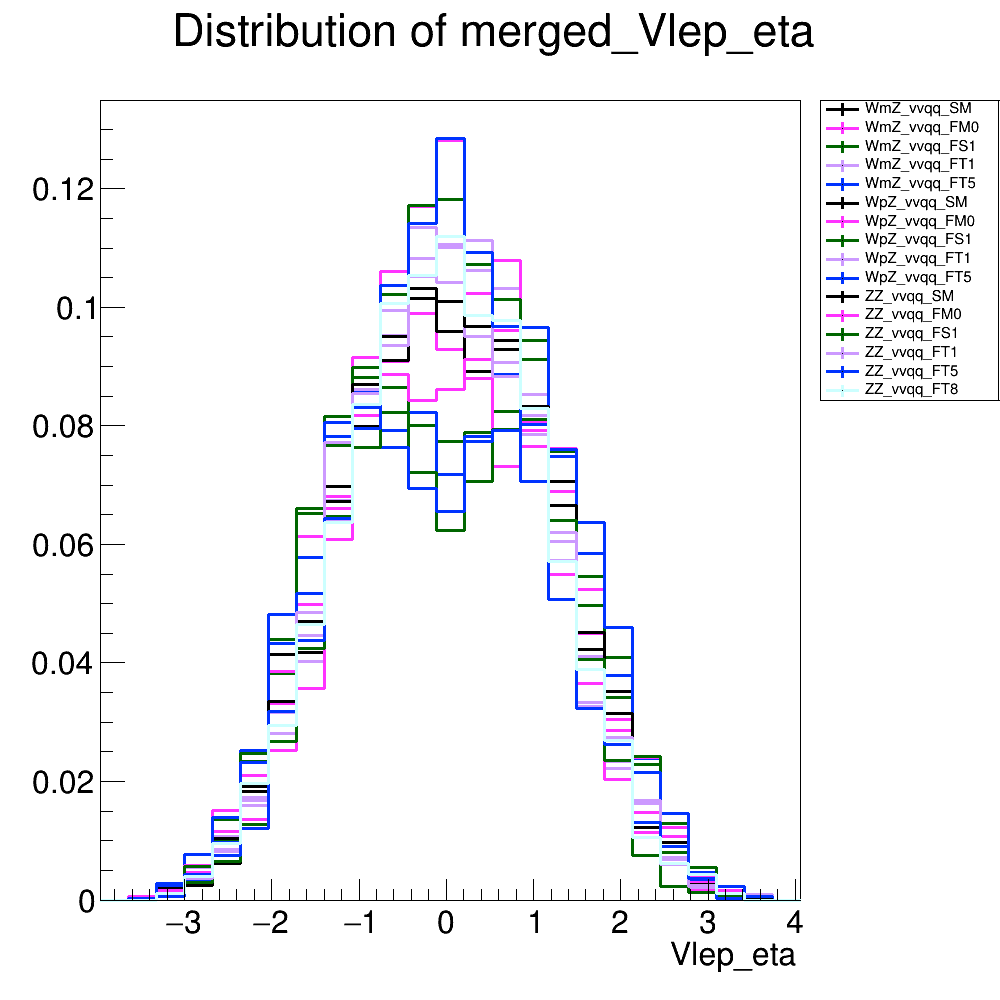 Distribution of merged_Vlep_eta
WmZ_vvqq_SM
WmZ_vvqq_FM0
WmZ_vvqq_FS1
WmZ_vvqq_FT1
WmZ_vvqq_FT5
WpZ_vvqq_SM
WpZ_vvqq_FM0
WpZ_vvqq_FS1
WpZ_vvqq_FT1
WpZ_vvqq_FT5
ZZ_vvqq_SM
ZZ_vvqq_FM0
ZZ_vvqq_FS1
ZZ_vvqq_FT1
ZZ_vvqq_FT5
ZZ_vvqq_FT8
0.12
0.1
0.08
0.06
0.04
0.02
0
−3 −2 −1 0 1 2 3 4
Vlep_eta